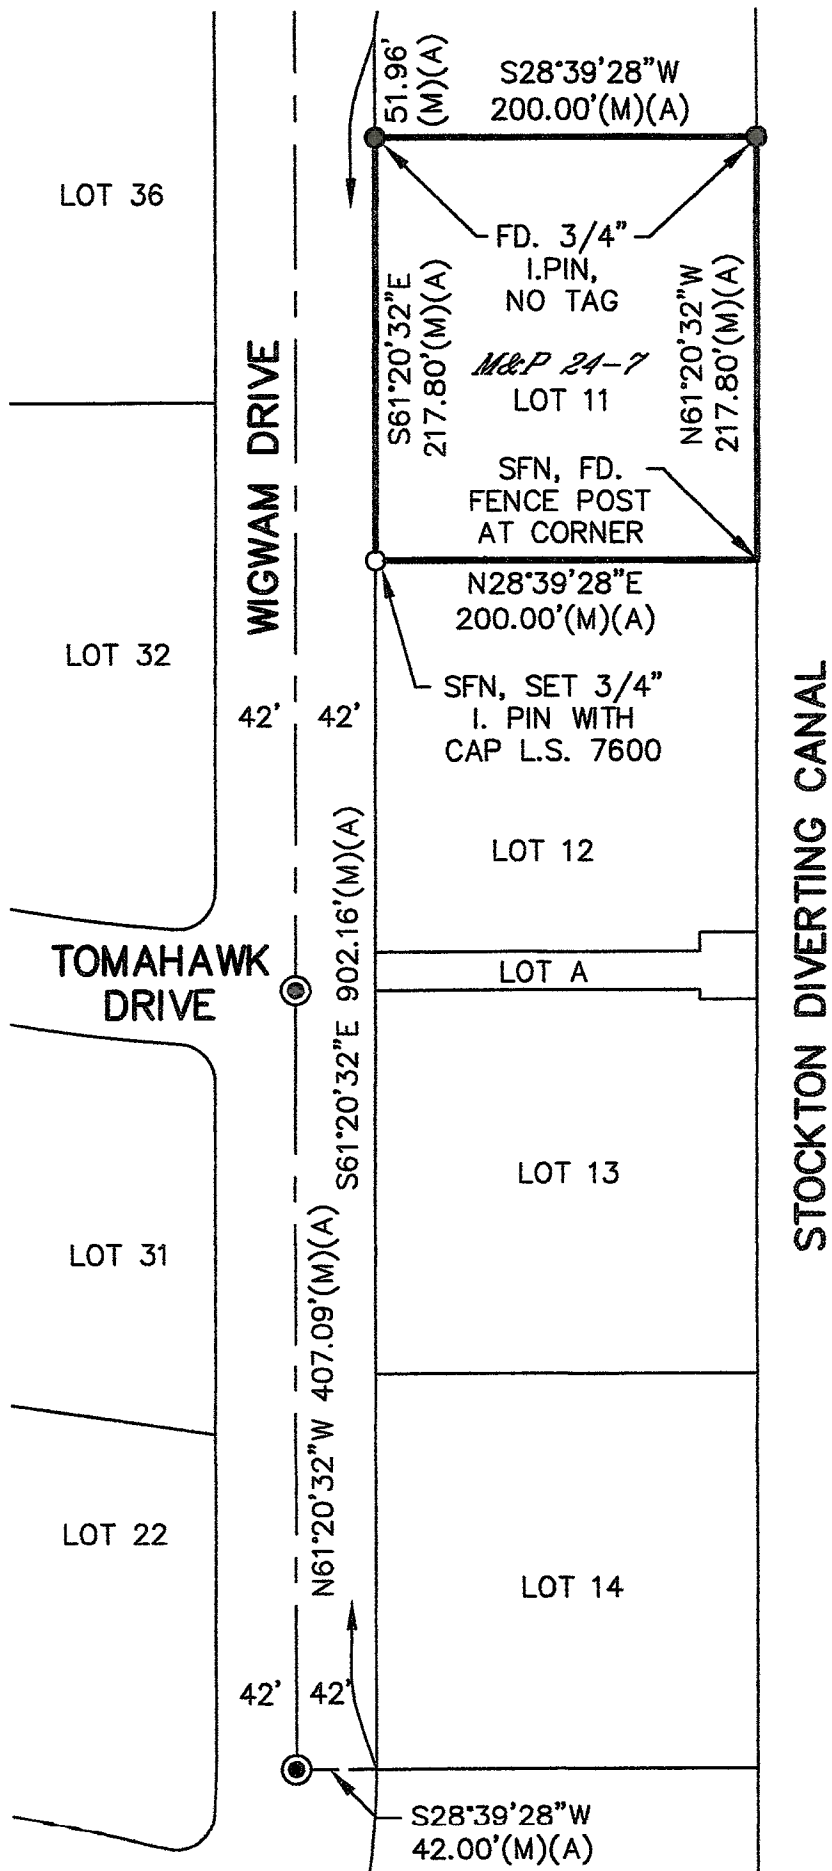 51.96'
(M)(A)
S28°39'28"W
200.00'(M)(A)
LOT 36
FD. 3/4"
I.PIN,
NO TAG
S61°20'32"E
217.80'(M)(A)
N61°20'32"W
217.80'(M)(A)
M&P 24-7
LOT 11
WIGWAM DRIVE
SFN, FD.
FENCE POST
AT CORNER
N28°39'28"E
200.00'(M)(A)
LOT 32
SFN, SET 3/4"
I. PIN WITH
CAP L.S. 7600
42' 42'
STOCKTON DIVERTING CANAL
LOT 12
S61°20'32"E 902.16'(M)(A)
TOMAHAWK
DRIVE
LOT A
LOT 13
LOT 31
N61°20'32"W 407.09'(M)(A)
LOT 22
LOT 14
42' 42'
S28°39'28"W
42.00'(M)(A)